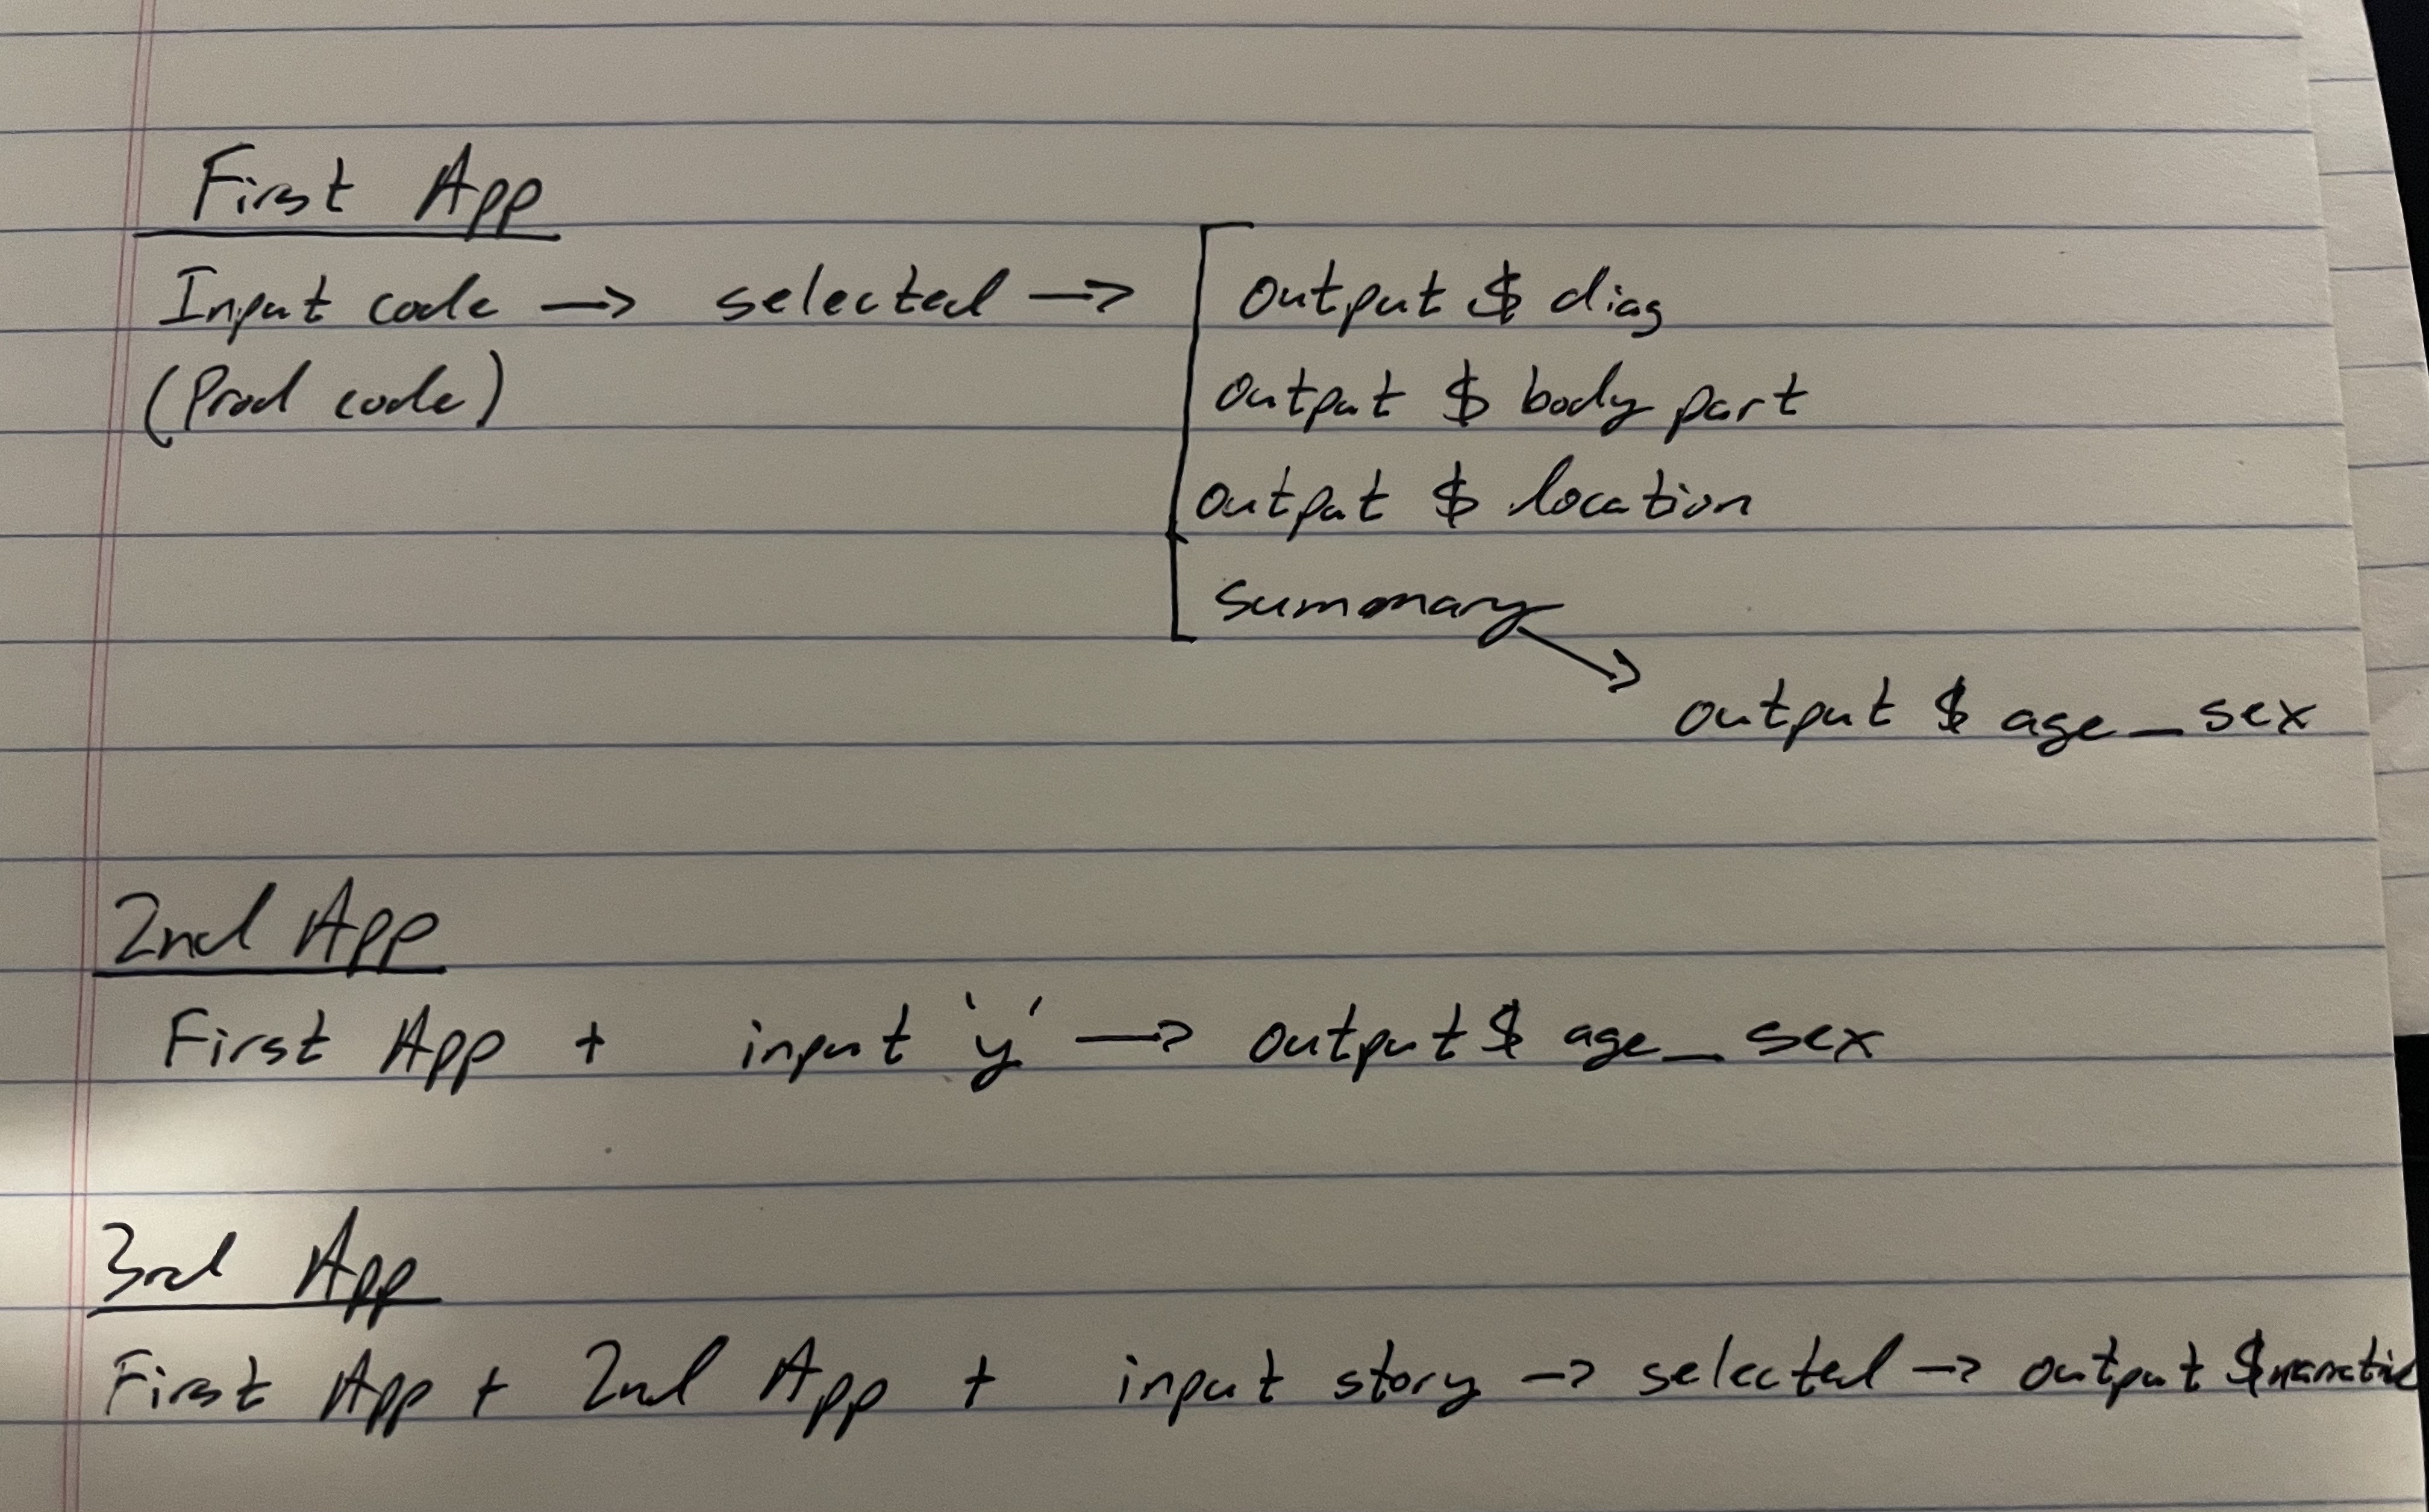 First App
Input code → selected → output $ diag
(Prod code)
output $ body part
output $ location
summary
→ output $ age_sex
2nd App
First App + input 'y' → output $ age_sex
3rd App
First App + 2nd App + input story → selected → output $narrative